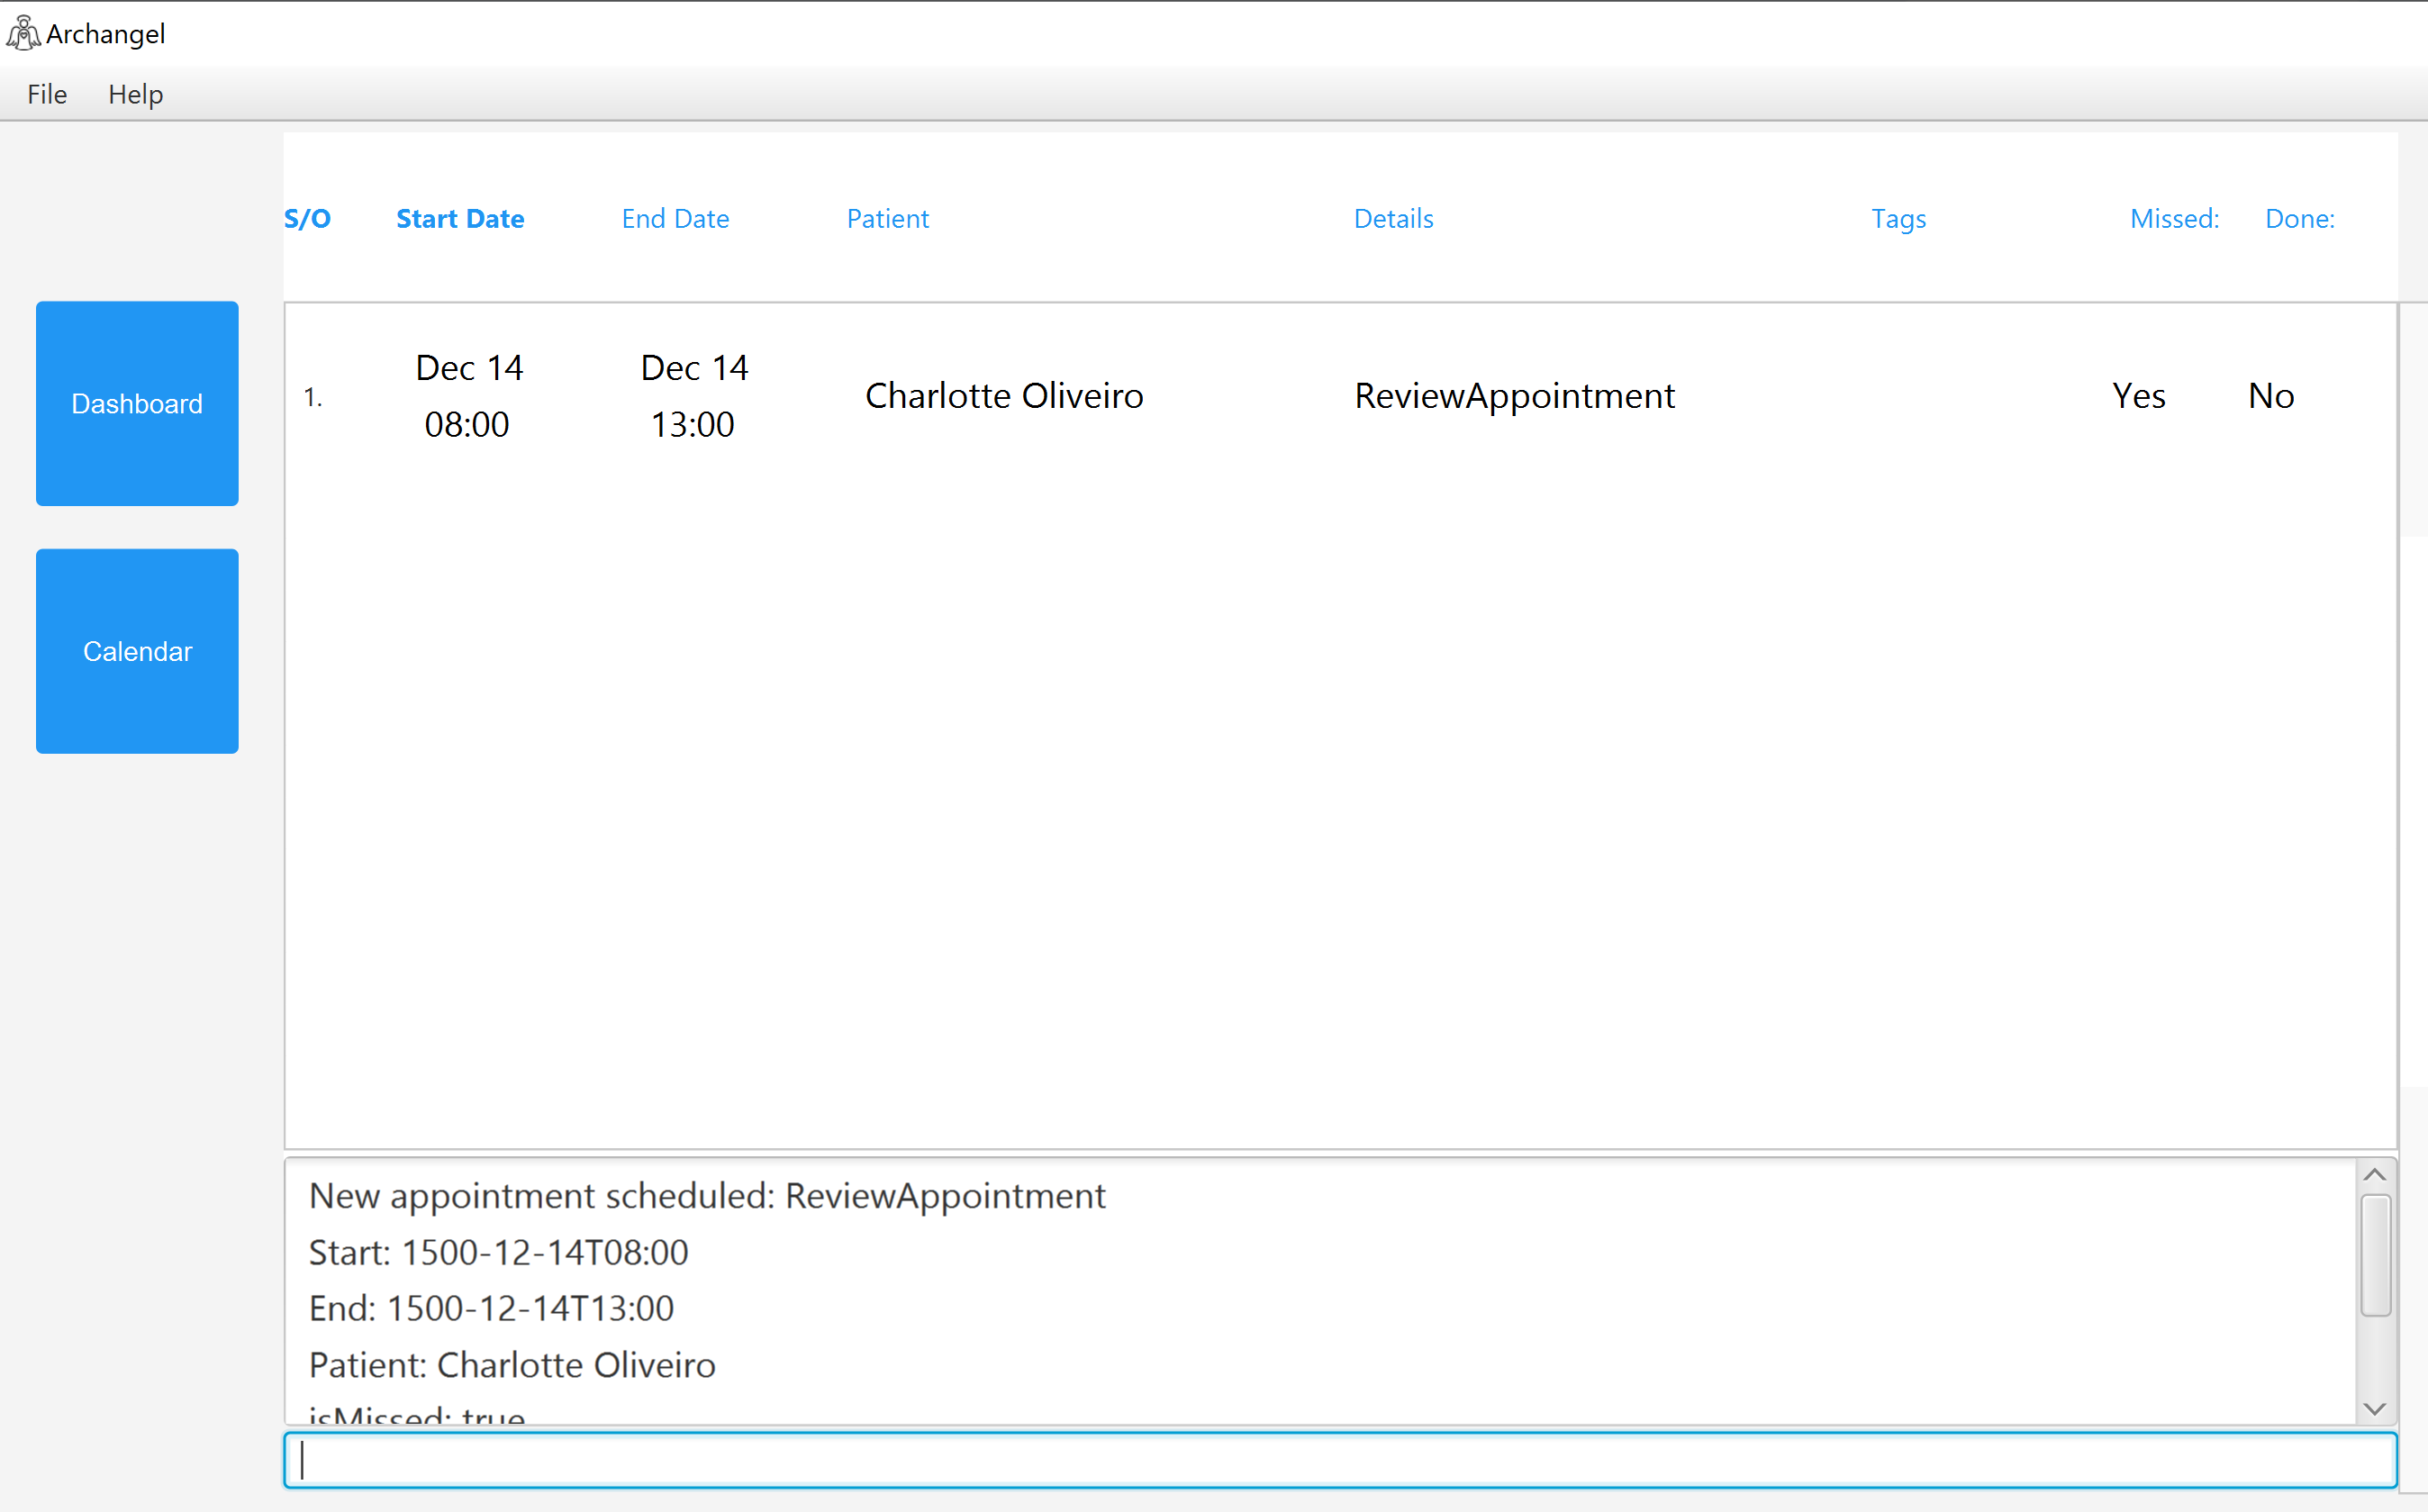 Archangel
File Help
S/O Start Date End Date Patient Details Tags Missed: Done:
Dashboard
1. Dec 14 08:00 Dec 14 13:00 Charlotte Oliveiro ReviewAppointment Yes No
Calendar
New appointment scheduled: ReviewAppointment
Start: 1500-12-14T08:00
End: 1500-12-14T13:00
Patient: Charlotte Oliveiro
isMissed: true